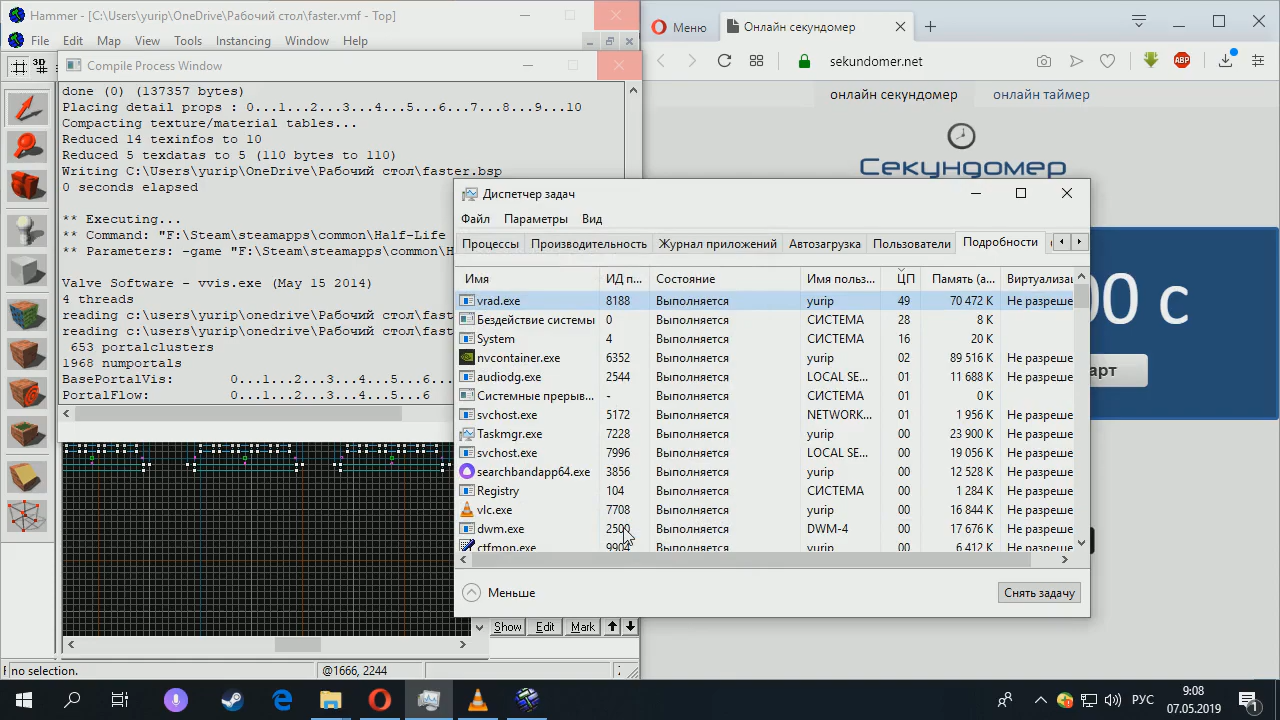 Hammer - [C:\Users\yurip\OneDrive\Рабочий стол\faster.vmf - Top]
File Edit Map View Tools Instancing Window Help
Compile Process Window
done (0) (137357 bytes)
Placing detail props : 0...1...2...3...4...5...6...7...8...9...10
Compacting texture/material tables...
Reduced 14 texinfos to 10
Reduced 5 texdatas to 5 (110 bytes to 110)
Writing C:\Users\yurip\OneDrive\Рабочий стол\faster.bsp
0 seconds elapsed
** Executing...
** Command: "F:\Steam\steamapps\common\Half-Life
** Parameters: -game "F:\Steam\steamapps\common\H
Valve Software - vvis.exe (May 15 2014)
4 threads
reading c:\users\yurip\onedrive\Рабочий стол\fast
reading c:\users\yurip\onedrive\Рабочий стол\fast
653 portalclusters
1968 numportals
BasePortalVis: 0...1...2...3...4...5...6...
PortalFlow: 0...1...2...3...4...5...6
Show Edit Mark
no selection. @1666, 2244
Меню Онлайн секундомер
sekundomer.net ABP
онлайн секундомер онлайн таймер
Секундомер
00 с
арт
Диспетчер задач
Файл Параметры Вид
Процессы Производительность Журнал приложений Автозагрузка Пользователи Подробности
Имя ИД п... Состояние Имя польз... ЦП Память (а... Виртуализа
vrad.exe 8188 Выполняется yurip 49 70 472 K Не разреше
Бездействие системы 0 Выполняется СИСТЕМА 28 8 K
System 4 Выполняется СИСТЕМА 16 20 K
nvcontainer.exe 6352 Выполняется yurip 02 89 516 K Не разреше
audiodg.exe 2544 Выполняется LOCAL SE... 01 11 688 K Не разреше
Системные прерыв... - Выполняется СИСТЕМА 01 0 K
svchost.exe 5172 Выполняется NETWORK... 01 1 956 K Не разреше
Taskmgr.exe 7228 Выполняется yurip 00 23 900 K Не разреше
svchost.exe 7996 Выполняется LOCAL SE... 00 19 056 K Не разреше
searchbandapp64.exe 3856 Выполняется yurip 00 12 528 K Не разреше
Registry 104 Выполняется СИСТЕМА 00 1 284 K Не разреше
vlc.exe 7708 Выполняется yurip 00 16 844 K Не разреше
dwm.exe 2500 Выполняется DWM-4 00 17 676 K Не разреше
ctfmon.exe 9904 Выполняется yurip 00 6 412 K Не разреше
Меньше Снять задачу
РУС 9:08
07.05.2019 1